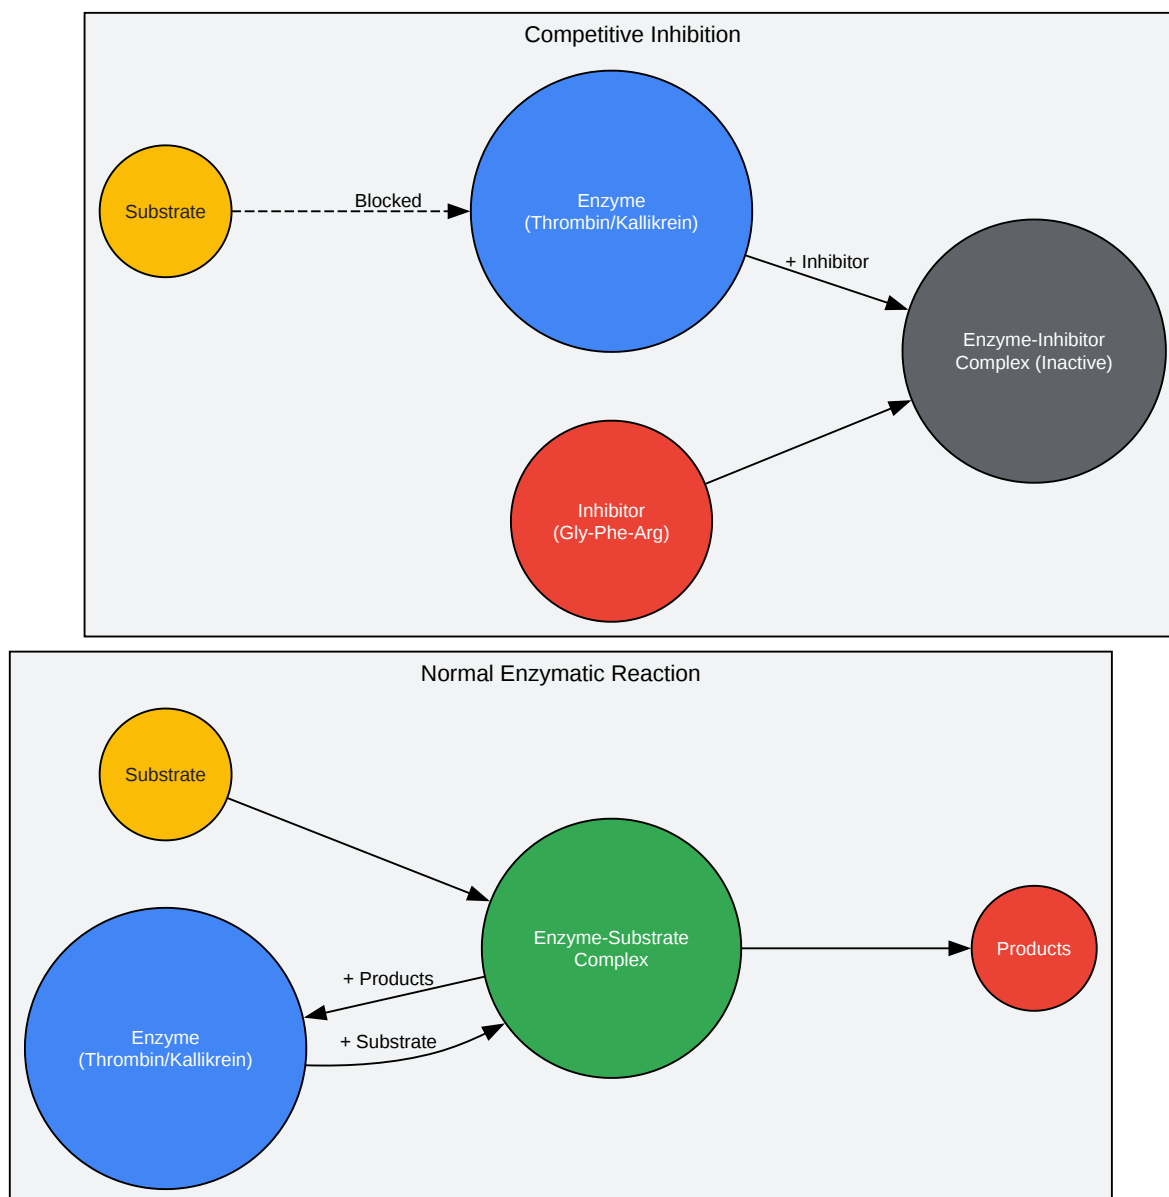 Competitive Inhibition
Substrate
Blocked
Enzyme
(Thrombin/Kallikrein)
+ Inhibitor
Enzyme-Inhibitor
Complex (Inactive)
Inhibitor
(Gly-Phe-Arg)
Normal Enzymatic Reaction
Substrate
Enzyme-Substrate
Complex
Products
+ Products
Enzyme
(Thrombin/Kallikrein)
+ Substrate